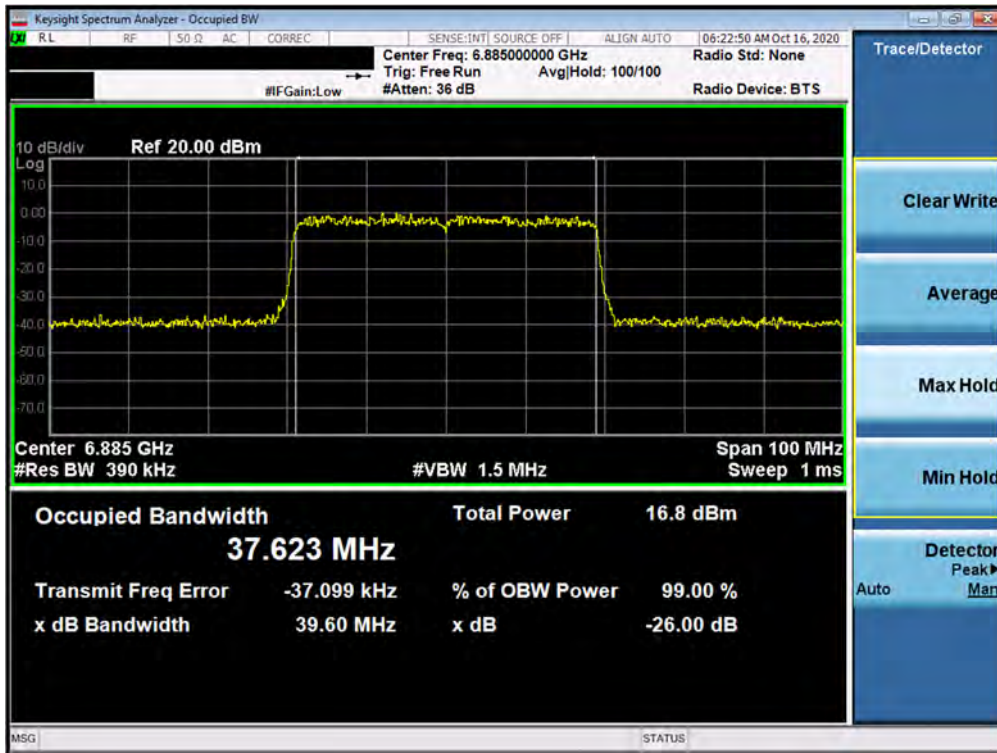 Keysight Spectrum Analyzer - Occupied BW
LXI RL RF 50 Ω AC CORREC SENSE:INT SOURCE OFF ALIGN AUTO 06:22:50 AM Oct 16, 2020
Center Freq: 6.885000000 GHz Radio Std: None
Trig: Free Run Avg|Hold: 100/100
#IFGain:Low #Atten: 36 dB Radio Device: BTS
Trace/Detector
10 dB/div Ref 20.00 dBm
Log
10.0
0.00
-10.0
-20.0
-30.0
-40.0
-50.0
-60.0
-70.0
Center 6.885 GHz Span 100 MHz
#Res BW 390 kHz #VBW 1.5 MHz Sweep 1 ms
Occupied Bandwidth Total Power 16.8 dBm
37.623 MHz
Transmit Freq Error -37.099 kHz % of OBW Power 99.00 %
x dB Bandwidth 39.60 MHz x dB -26.00 dB
Clear Write
Average
Max Hold
Min Hold
Detector
Peak▶
Auto Man
MSG STATUS